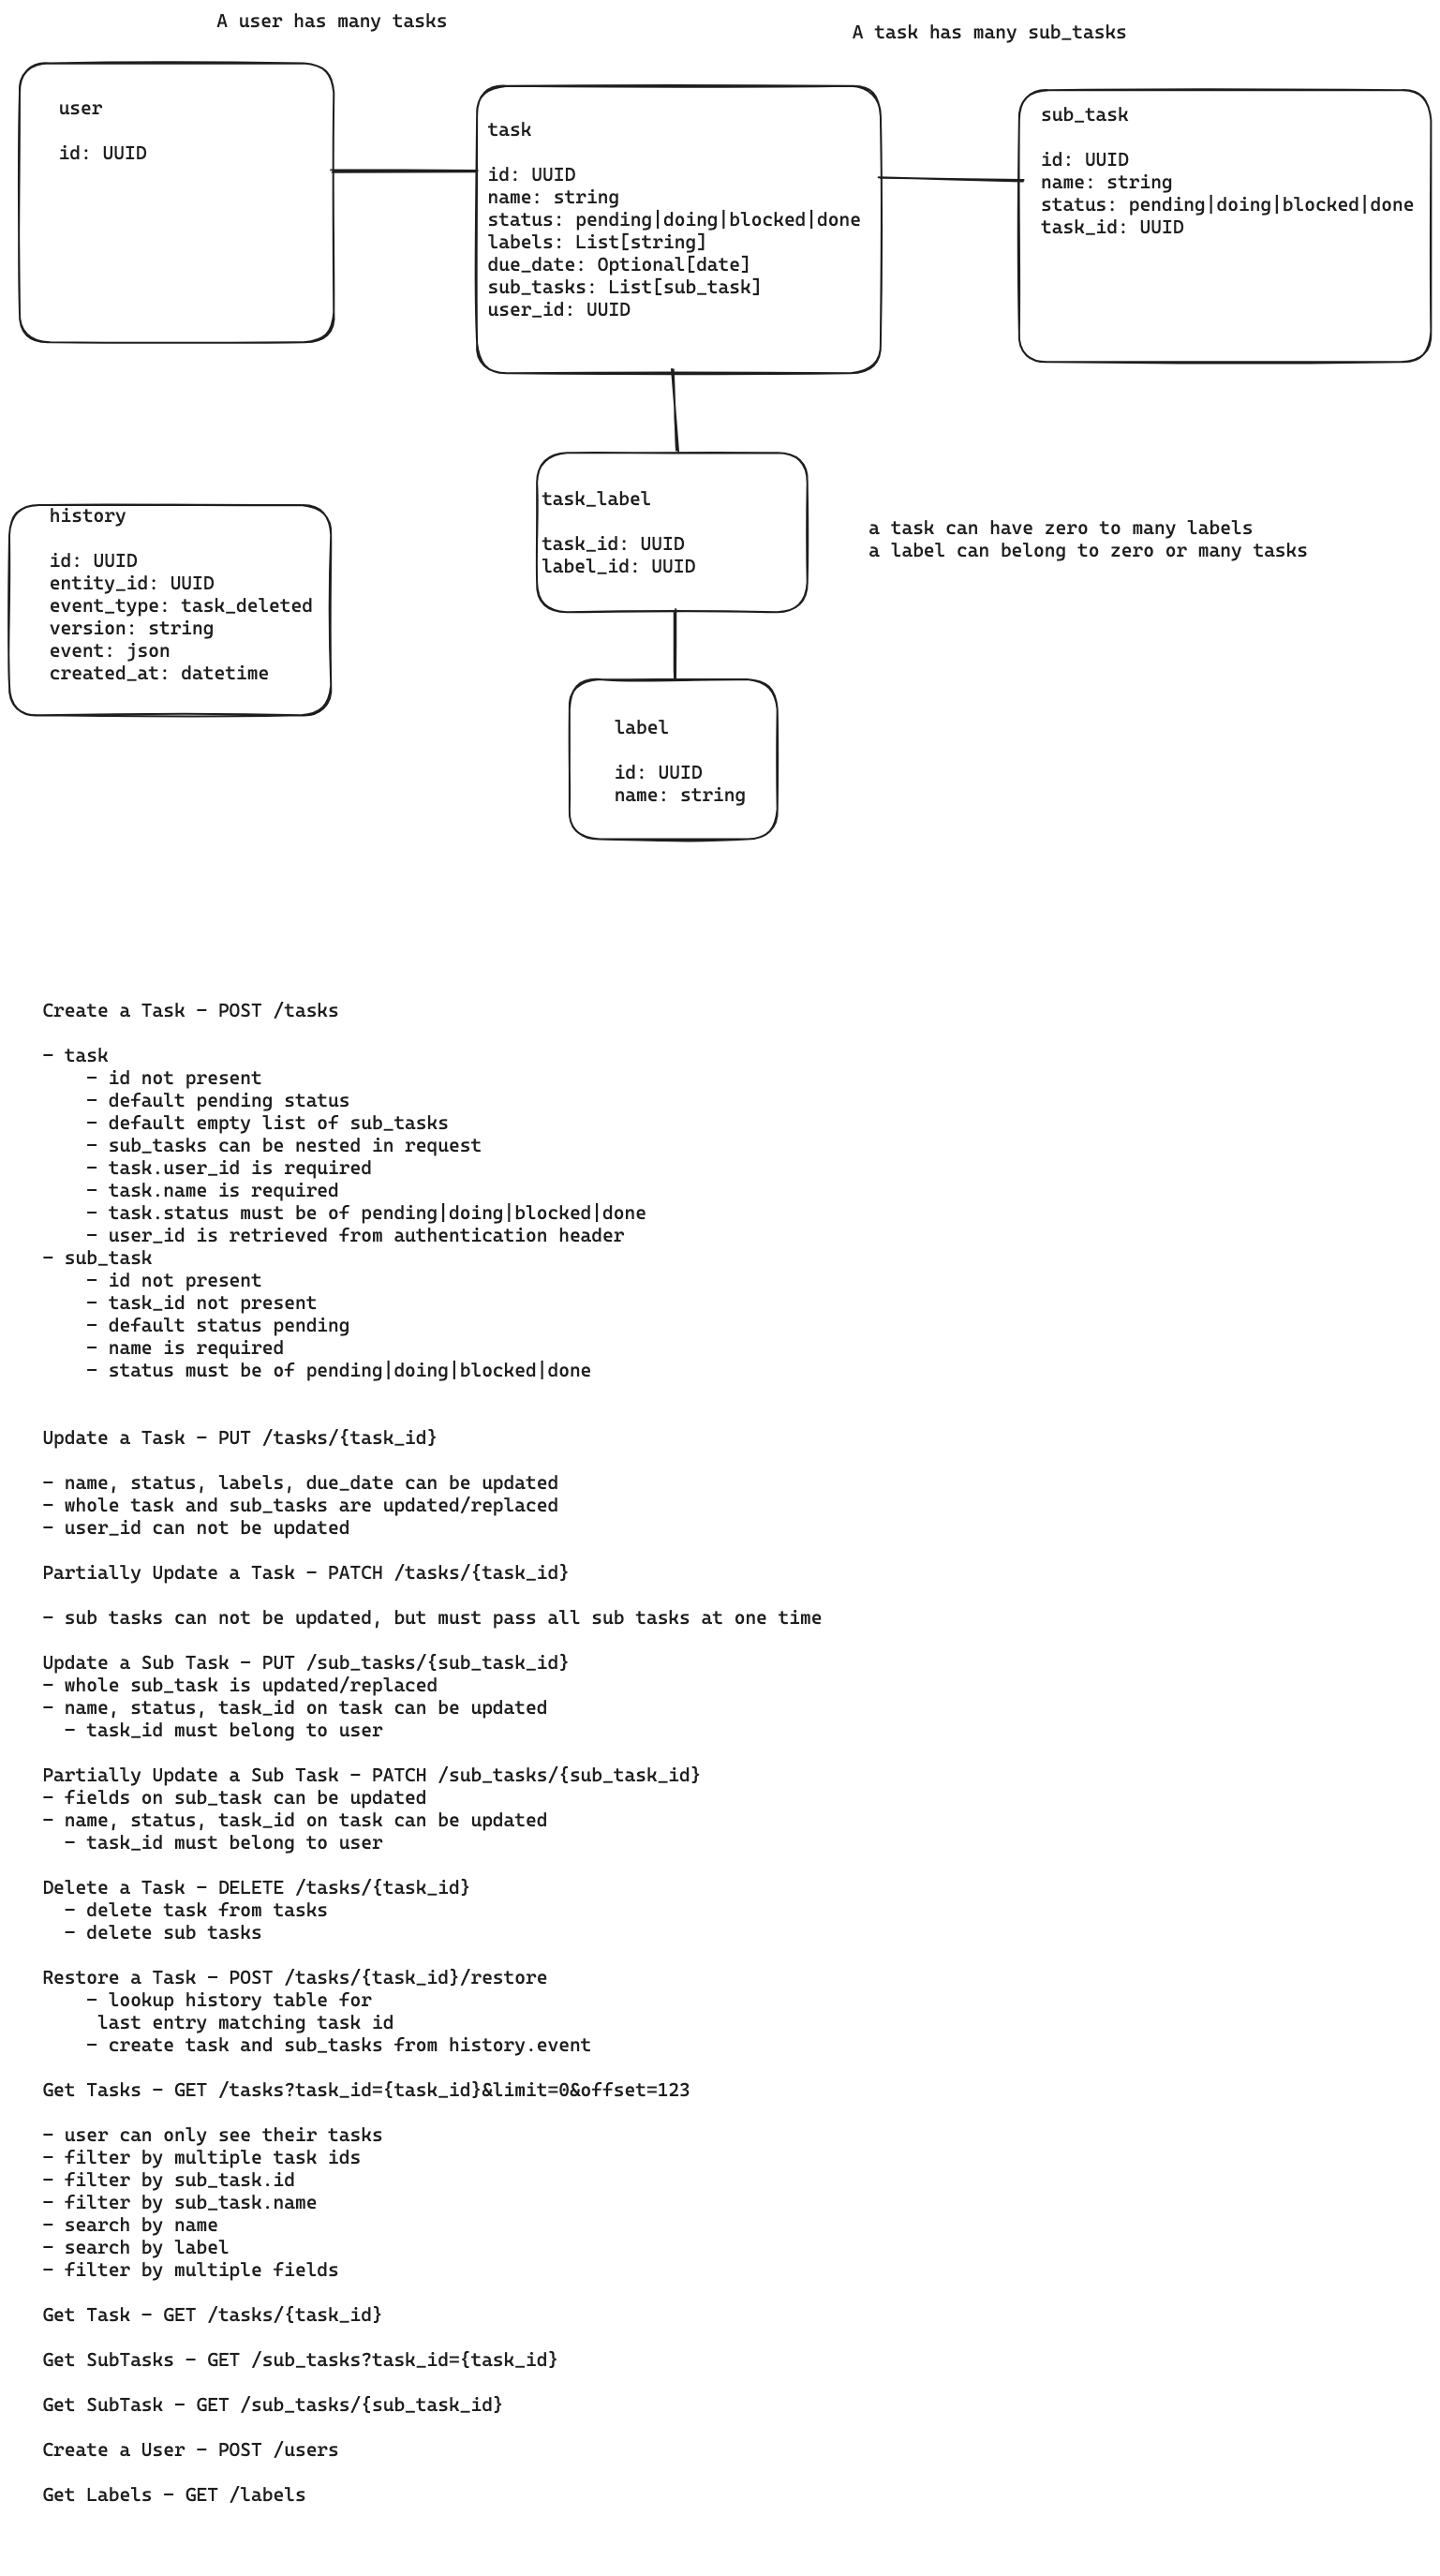 A user has many tasks
A task has many sub_tasks
user
id: UUID
task
id: UUID
name: string
status: pending|doing|blocked|done
labels: List[string]
due_date: Optional[date]
sub_tasks: List[sub_task]
user_id: UUID
sub_task
id: UUID
name: string
status: pending|doing|blocked|done
task_id: UUID
history
id: UUID
entity_id: UUID
event_type: task_deleted
version: string
event: json
created_at: datetime
task_label
task_id: UUID
label_id: UUID
a task can have zero to many labels
a label can belong to zero or many tasks
label
id: UUID
name: string
Create a Task - POST /tasks
- task
- id not present
- default pending status
- default empty list of sub_tasks
- sub_tasks can be nested in request
- task.user_id is required
- task.name is required
- task.status must be of pending|doing|blocked|done
- user_id is retrieved from authentication header
- sub_task
- id not present
- task_id not present
- default status pending
- name is required
- status must be of pending|doing|blocked|done
Update a Task - PUT /tasks/{task_id}
- name, status, labels, due_date can be updated
- whole task and sub_tasks are updated/replaced
- user_id can not be updated
Partially Update a Task - PATCH /tasks/{task_id}
- sub tasks can not be updated, but must pass all sub tasks at one time
Update a Sub Task - PUT /sub_tasks/{sub_task_id}
- whole sub_task is updated/replaced
- name, status, task_id on task can be updated
- task_id must belong to user
Partially Update a Sub Task - PATCH /sub_tasks/{sub_task_id}
- fields on sub_task can be updated
- name, status, task_id on task can be updated
- task_id must belong to user
Delete a Task - DELETE /tasks/{task_id}
- delete task from tasks
- delete sub tasks
Restore a Task - POST /tasks/{task_id}/restore
- lookup history table for
last entry matching task id
- create task and sub_tasks from history.event
Get Tasks - GET /tasks?task_id={task_id}&limit=0&offset=123
- user can only see their tasks
- filter by multiple task ids
- filter by sub_task.id
- filter by sub_task.name
- search by name
- search by label
- filter by multiple fields
Get Task - GET /tasks/{task_id}
Get SubTasks - GET /sub_tasks?task_id={task_id}
Get SubTask - GET /sub_tasks/{sub_task_id}
Create a User - POST /users
Get Labels - GET /labels